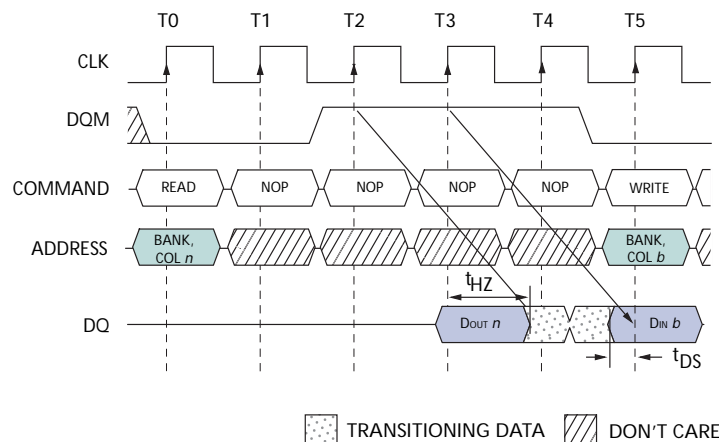 T0 T1 T2 T3 T4 T5
CLK
DQM
COMMAND READ NOP NOP NOP NOP WRITE
ADDRESS BANK, COL n BANK, COL b
tHZ
DQ DOUT n DIN b
tDS
TRANSITIONING DATA DON'T CARE